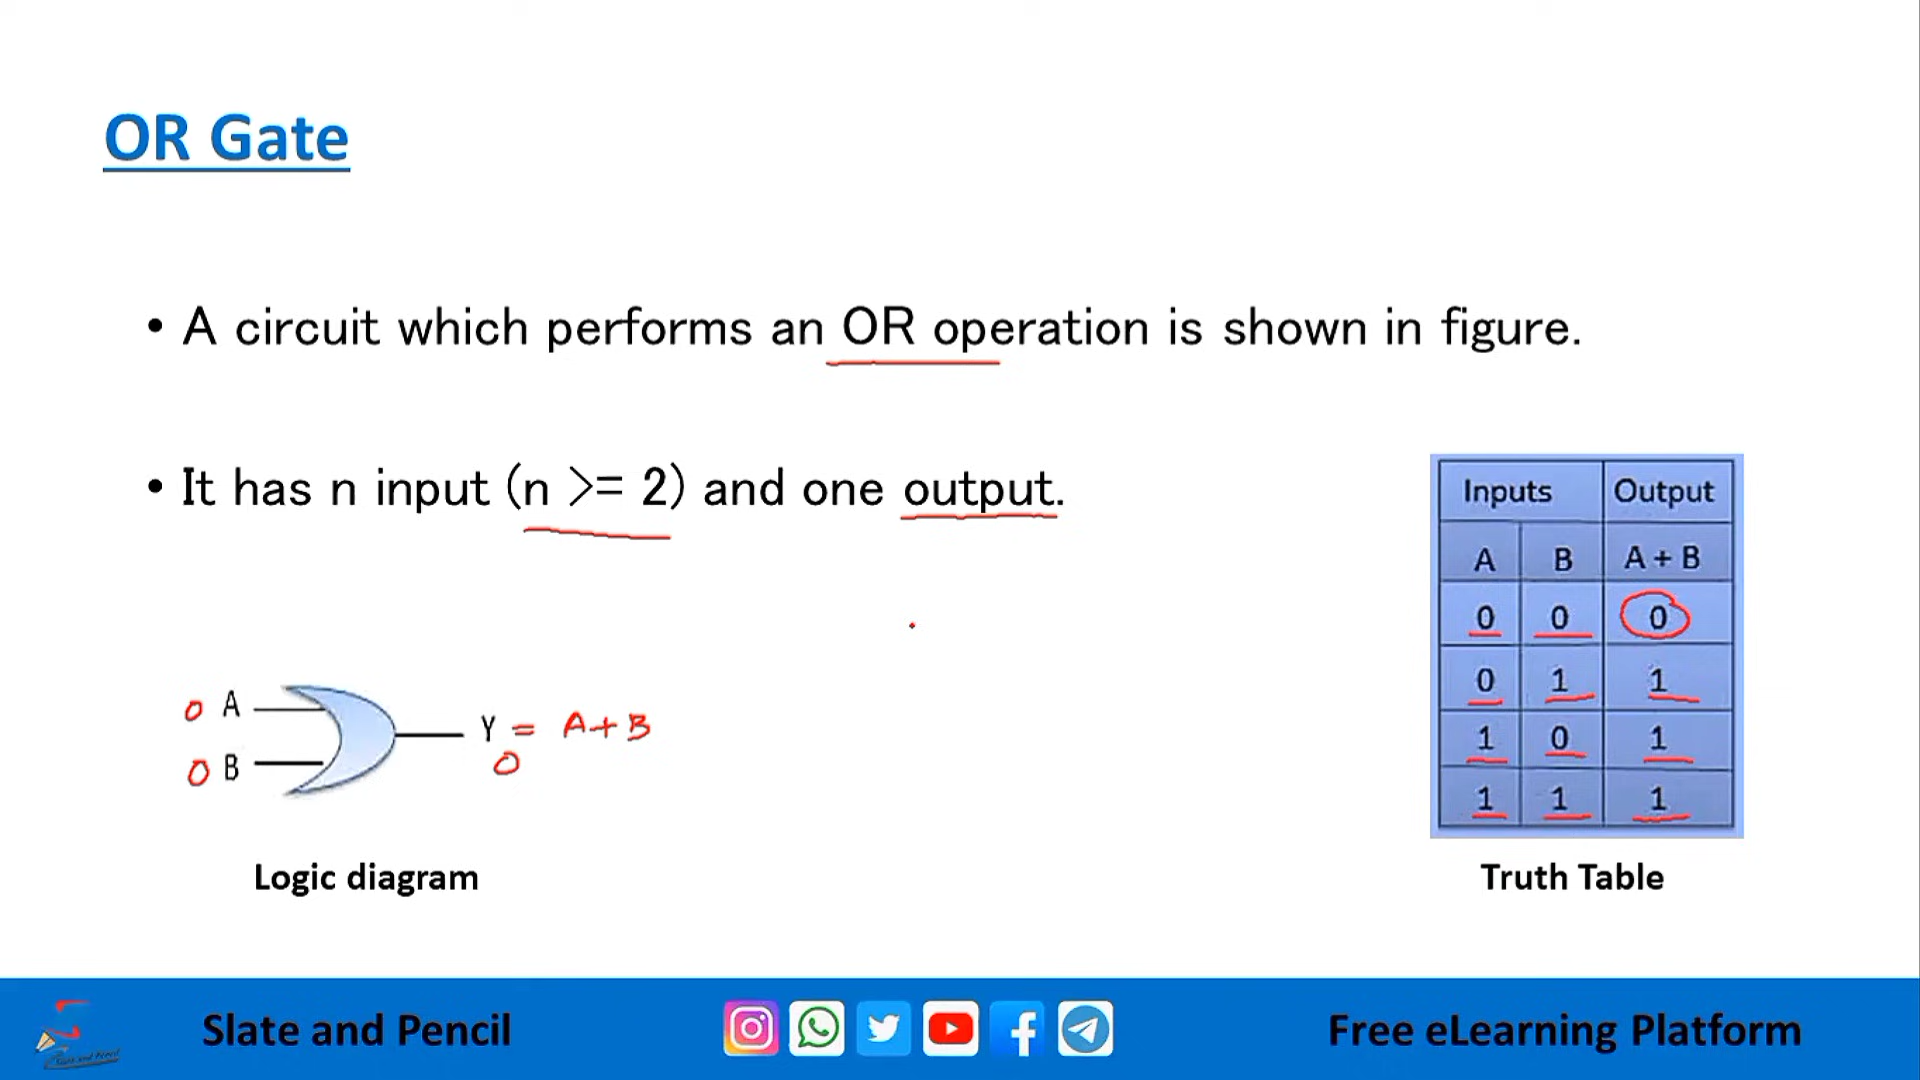 OR Gate
• A circuit which performs an OR operation is shown in figure.
• It has n input (n >= 2) and one output.
Inputs Output
A B A + B
0 0 0
0 1 1
1 0 1
1 1 1
0 A
Y = A+B
0 B
0
Logic diagram
Truth Table
Slate and Pencil
Free eLearning Platform